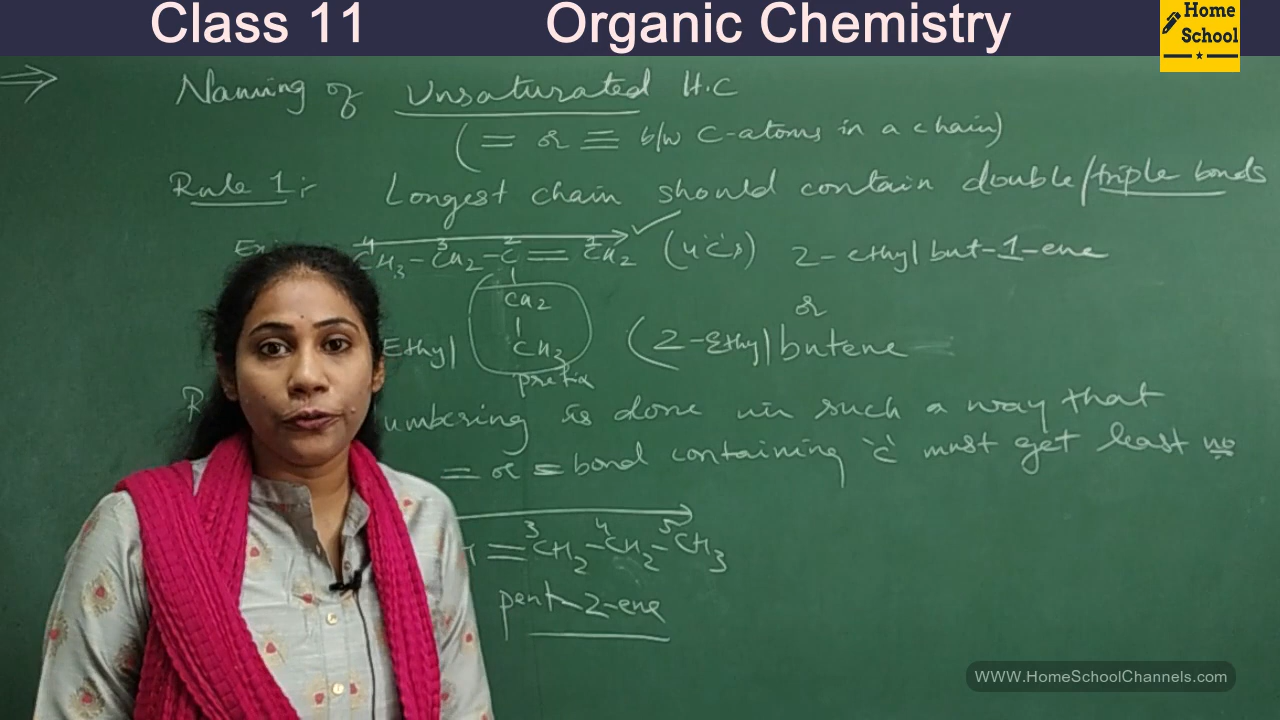 Class 11 Organic Chemistry
Home
School
⇒ Naming of Unsaturated H.C
(= or ≡ b/w C-atoms in a chain)
Rule 1:- Longest chain should contain double/triple bonds
4 3 2 1
CH3-CH2-C=CH2 (4C's) 2-ethyl but-1-ene
CH2 or
Ethyl CH3 (2-Ethyl butene
prefix
umbering is done in such a way that
= or = bond containing 'c' must get least no
3 4 5
=CH2-CH2-CH3
pent-2-ene
WWW.HomeSchoolChannels.com